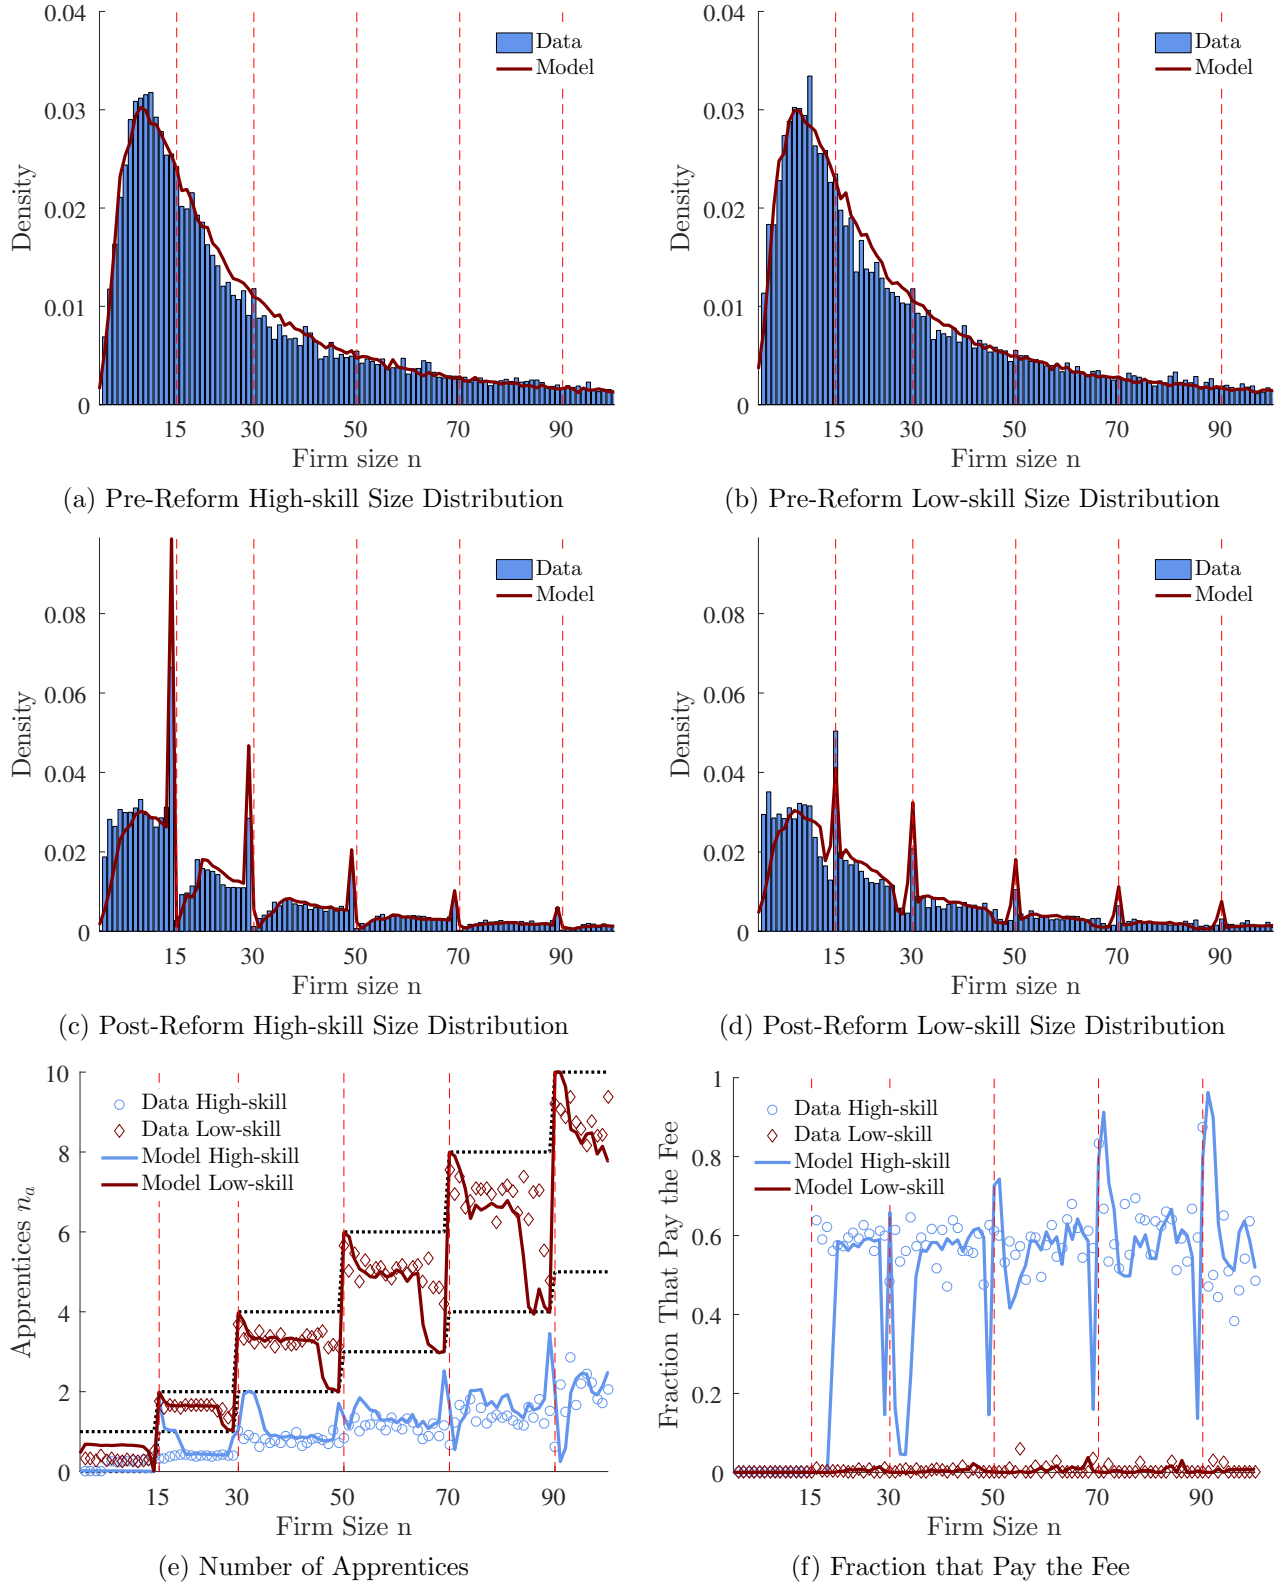 0.04
0.03
0.02
0.01
0
Density
Data
Model
15 30 50 70 90
Firm size n
(a) Pre-Reform High-skill Size Distribution
0.04
0.03
0.02
0.01
0
Density
Data
Model
15 30 50 70 90
Firm size n
(b) Pre-Reform Low-skill Size Distribution
0.08
0.06
0.04
0.02
0
Density
Data
Model
15 30 50 70 90
Firm size n
(c) Post-Reform High-skill Size Distribution
0.08
0.06
0.04
0.02
0
Density
Data
Model
15 30 50 70 90
Firm size n
(d) Post-Reform Low-skill Size Distribution
10
8
6
4
2
0
Apprentices nₐ
Data High-skill
Data Low-skill
Model High-skill
Model Low-skill
15 30 50 70 90
Firm Size n
(e) Number of Apprentices
1
0.8
0.6
0.4
0.2
0
Fraction That Pay the Fee
Data High-skill
Data Low-skill
Model High-skill
Model Low-skill
15 30 50 70 90
Firm Size n
(f) Fraction that Pay the Fee